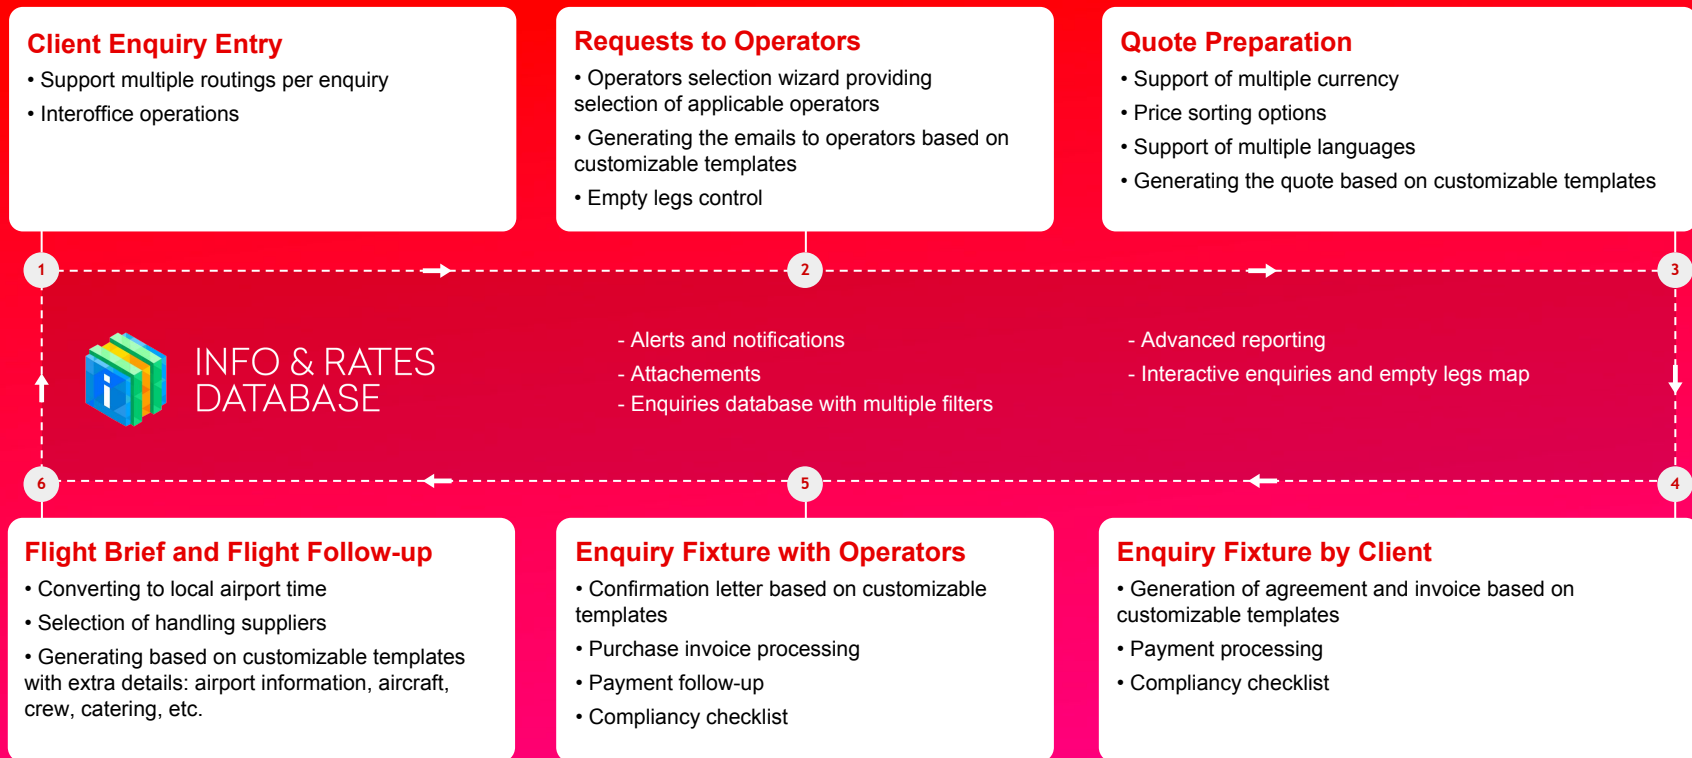 Client Enquiry Entry
• Support multiple routings per enquiry
• Interoffice operations
Requests to Operators
• Operators selection wizard providing
selection of applicable operators
• Generating the emails to operators based on
customizable templates
• Empty legs control
Quote Preparation
• Support of multiple currency
• Price sorting options
• Support of multiple languages
• Generating the quote based on customizable templates
1
2
3
INFO & RATES
DATABASE
- Alerts and notifications
- Attachements
- Enquiries database with multiple filters
- Advanced reporting
- Interactive enquiries and empty legs map
6
5
4
Flight Brief and Flight Follow-up
• Converting to local airport time
• Selection of handling suppliers
• Generating based on customizable templates
with extra details: airport information, aircraft,
crew, catering, etc.
Enquiry Fixture with Operators
• Confirmation letter based on customizable
templates
• Purchase invoice processing
• Payment follow-up
• Compliancy checklist
Enquiry Fixture by Client
• Generation of agreement and invoice based on
customizable templates
• Payment processing
• Compliancy checklist